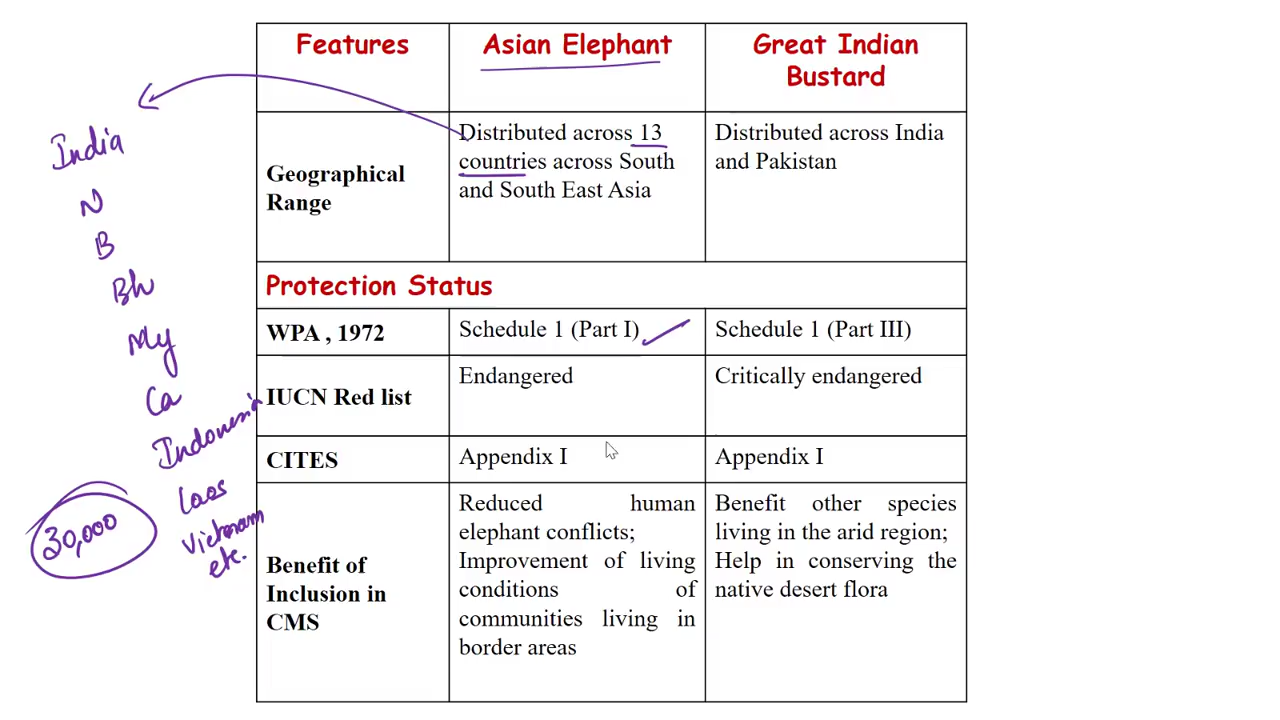 Features
Asian Elephant
Great Indian
Bustard
Geographical
Range
Distributed across 13
countries across South
and South East Asia
Distributed across India
and Pakistan
Protection Status
WPA , 1972
Schedule 1 (Part I)
Schedule 1 (Part III)
IUCN Red list
Endangered
Critically endangered
CITES
Appendix I
Appendix I
Benefit of
Inclusion in
CMS
Reduced human
elephant conflicts;
Improvement of living
conditions of
communities living in
border areas
Benefit other species
living in the arid region;
Help in conserving the
native desert flora
India
N
B
Bh
My
Ca
Indonesia
Laos
Vietnam
etc.
30,000